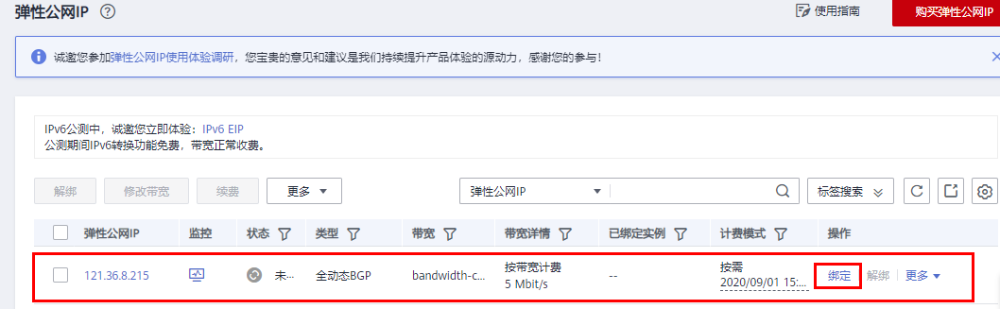 弹性公网IP
使用指南
购买弹性公网IP
诚邀您参加弹性公网IP使用体验调研，您宝贵的意见和建议是我们持续提升产品体验的源动力，感谢您的参与！
IPv6公测中，诚邀您立即体验：IPv6 EIP
公测期间IPv6转换功能免费，带宽正常收费。
解绑 修改带宽 续费 更多 弹性公网IP 标签搜索
弹性公网IP 监控 状态 类型 带宽 带宽详情 已绑定实例 计费模式 操作
121.36.8.215 未... 全动态BGP bandwidth-c... 按带宽计费 -- 按需 绑定 解绑 更多
5 Mbit/s 2020/09/01 15:...